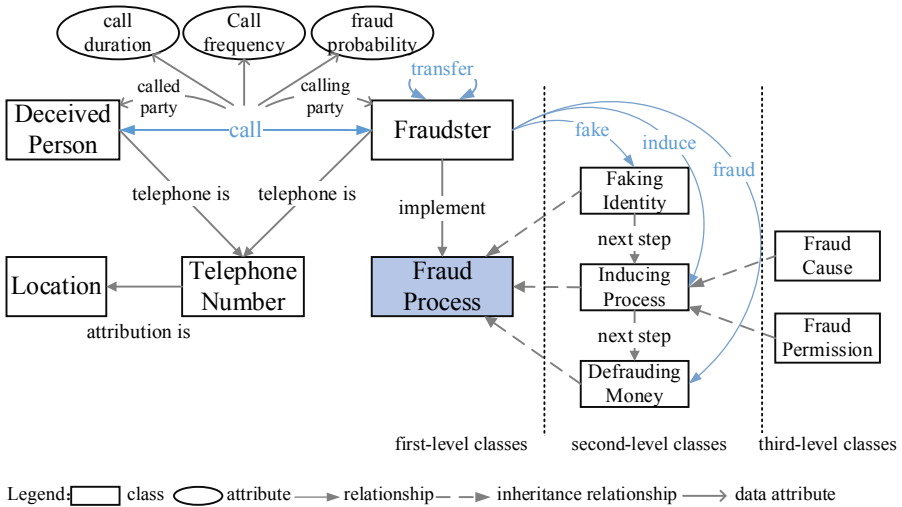 call
duration
Call
frequency
fraud
probability
called
party
calling
party
transfer
Deceived
Person
call
Fraudster
fake
induce
fraud
telephone is
telephone is
implement
Faking
Identity
next step
Location
Telephone
Number
Fraud
Process
Inducing
Process
Fraud
Cause
attribution is
next step
Fraud
Permission
Defrauding
Money
first-level classes
second-level classes
third-level classes
Legend: class attribute relationship inheritance relationship data attribute